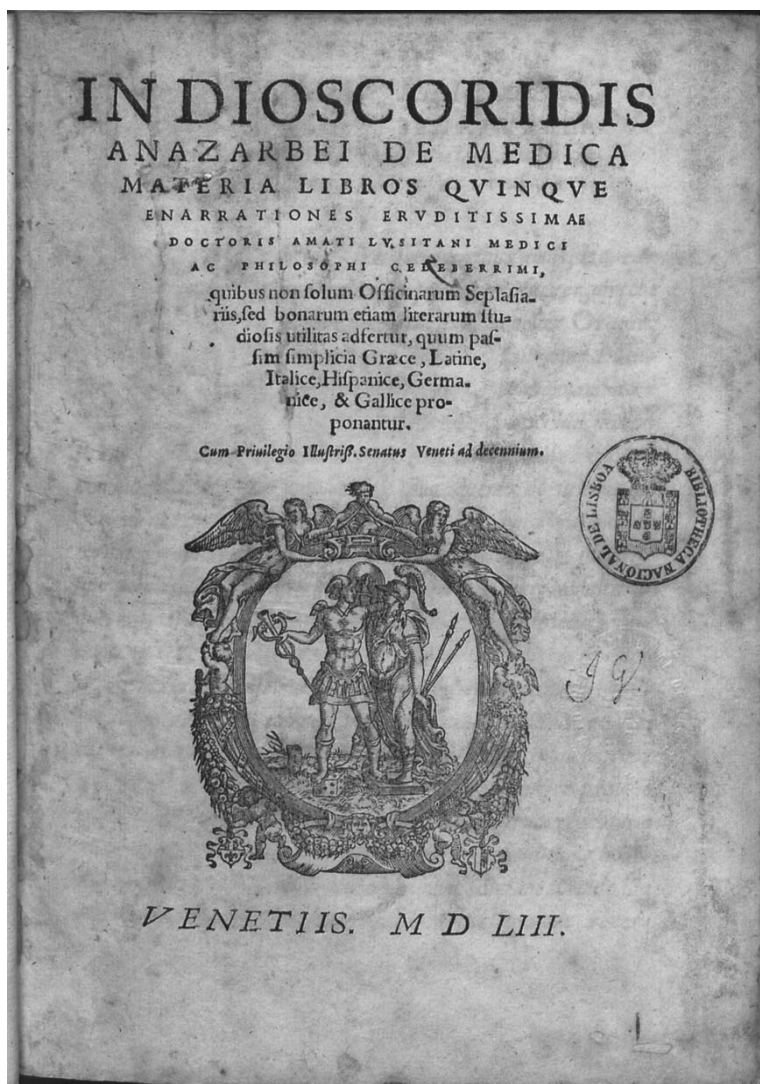 IN DIOSCORIDIS
ANAZARBEI DE MEDICA
MATERIA LIBROS QVINQVE
ENARRATIONES ERVDITISSIMAE
DOCTORIS AMATI LVSITANI MEDICI
AC PHILOSOPHI CELEBERRIMI,
quibus non ſolum Officinarum Seplaſia-
riis, ſed bonarum etiam literarum ſtu-
dioſis utilitas adfertur, quum paſ-
ſim ſimplicia Græce, Latine,
Italice, Hiſpanice, Germa-
nice, & Gallice pro-
ponantur.
Cum Priuilegio Illuſtriß. Senatus Veneti ad decennium.
BIBLIOTHECA NACIONAL DE LISBOA
VENETIIS. M D LIII.